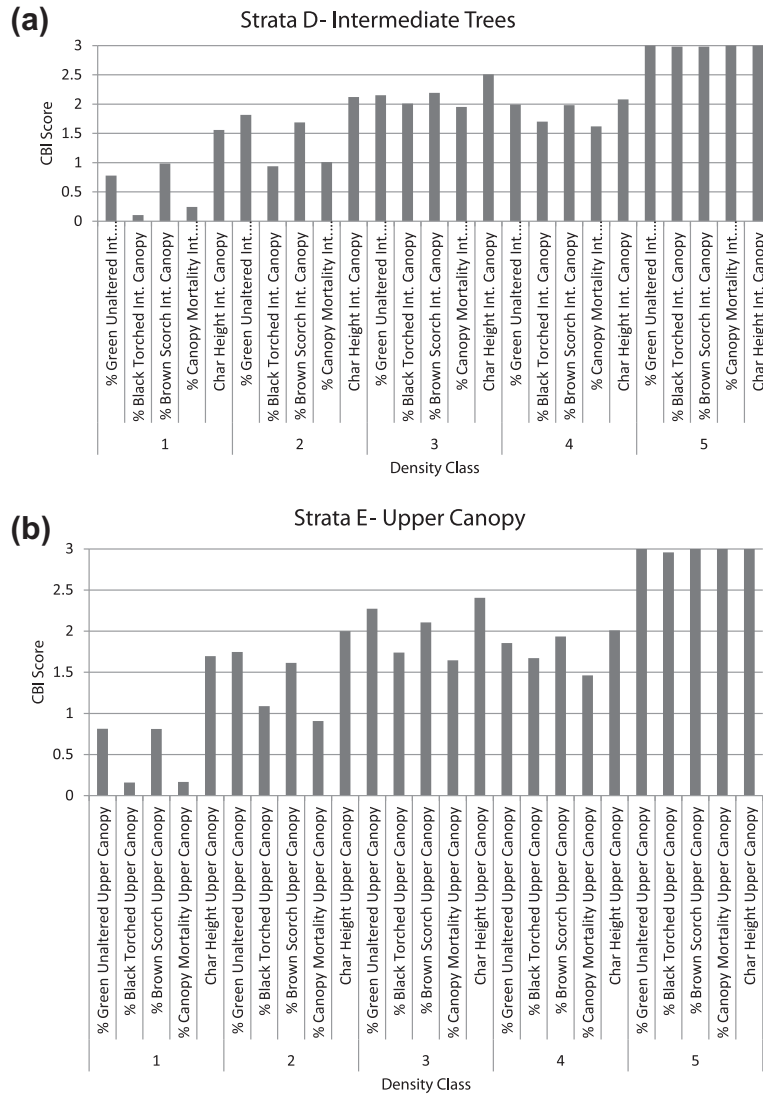 (a)
Strata D- Intermediate Trees
3
2.5
2
1.5
1
0.5
0
CBI Score
% Green Unaltered Int....
% Black Torched Int. Canopy
% Brown Scorch Int. Canopy
% Canopy Mortality Int....
Char Height Int. Canopy
% Green Unaltered Int....
% Black Torched Int. Canopy
% Brown Scorch Int. Canopy
% Canopy Mortality Int....
Char Height Int. Canopy
% Green Unaltered Int....
% Black Torched Int. Canopy
% Brown Scorch Int. Canopy
% Canopy Mortality Int....
Char Height Int. Canopy
% Green Unaltered Int....
% Black Torched Int. Canopy
% Brown Scorch Int. Canopy
% Canopy Mortality Int....
Char Height Int. Canopy
% Green Unaltered Int....
% Black Torched Int. Canopy
% Brown Scorch Int. Canopy
% Canopy Mortality Int....
Char Height Int. Canopy
1 2 3 4 5
Density Class
(b)
Strata E- Upper Canopy
3
2.5
2
1.5
1
0.5
0
CBI Score
% Green Unaltered Upper Canopy
% Black Torched Upper Canopy
% Brown Scorch Upper Canopy
% Canopy Mortality Upper Canopy
Char Height Upper Canopy
% Green Unaltered Upper Canopy
% Black Torched Upper Canopy
% Brown Scorch Upper Canopy
% Canopy Mortality Upper Canopy
Char Height Upper Canopy
% Green Unaltered Upper Canopy
% Black Torched Upper Canopy
% Brown Scorch Upper Canopy
% Canopy Mortality Upper Canopy
Char Height Upper Canopy
% Green Unaltered Upper Canopy
% Black Torched Upper Canopy
% Brown Scorch Upper Canopy
% Canopy Mortality Upper Canopy
Char Height Upper Canopy
% Green Unaltered Upper Canopy
% Black Torched Upper Canopy
% Brown Scorch Upper Canopy
% Canopy Mortality Upper Canopy
Char Height Upper Canopy
1 2 3 4 5
Density Class